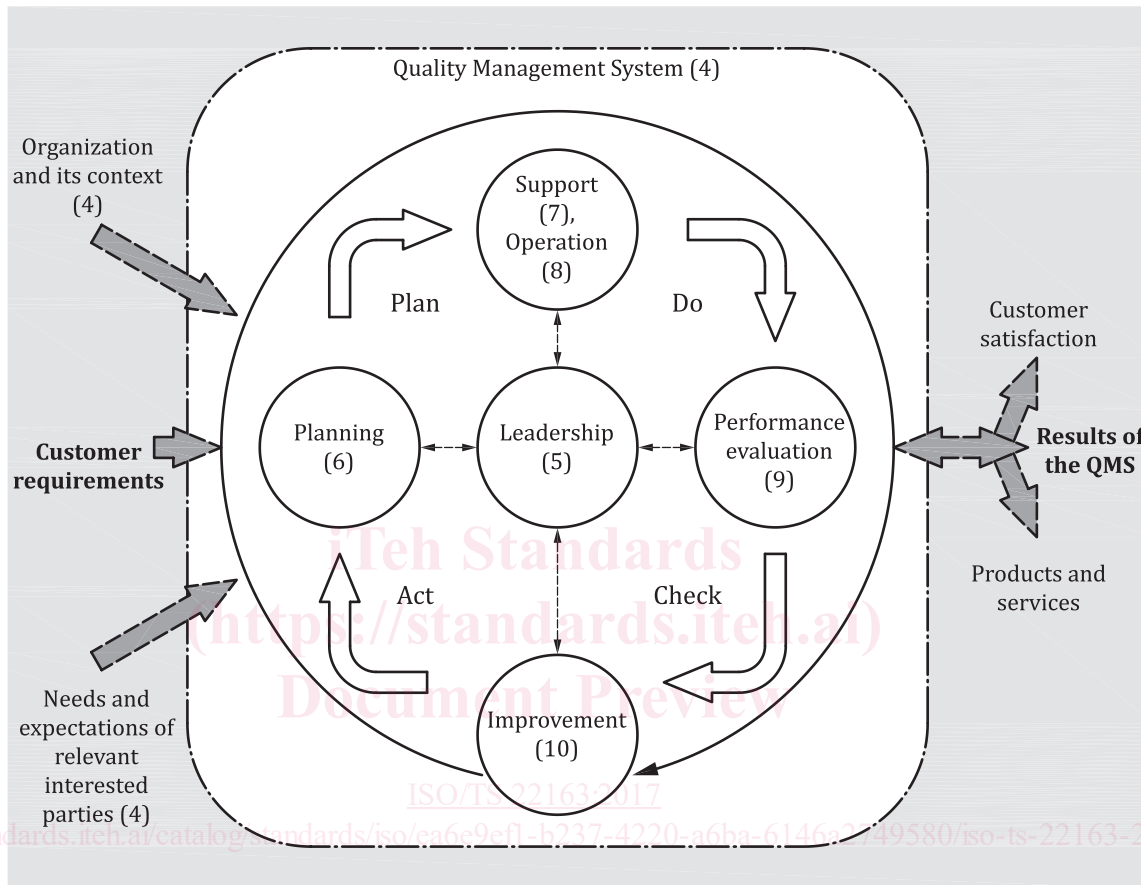 Quality Management System (4)
Organization
and its context
(4)
Support
(7),
Operation
(8)
Plan
Do
Customer
satisfaction
Planning
(6)
Leadership
(5)
Performance
evaluation
(9)
Customer
requirements
Results of
the QMS
iTeh Standards
Act
Check
Products and
services
(https://standards.iteh.ai)
Document Preview
Needs and
expectations of
relevant
interested
parties (4)
Improvement
(10)
ISO/TS 22163:2017
ndards.iteh.ai/catalog/standards/iso/ea6e9ef1-b237-4220-a6ba-6146a2749580/iso-ts-22163-2